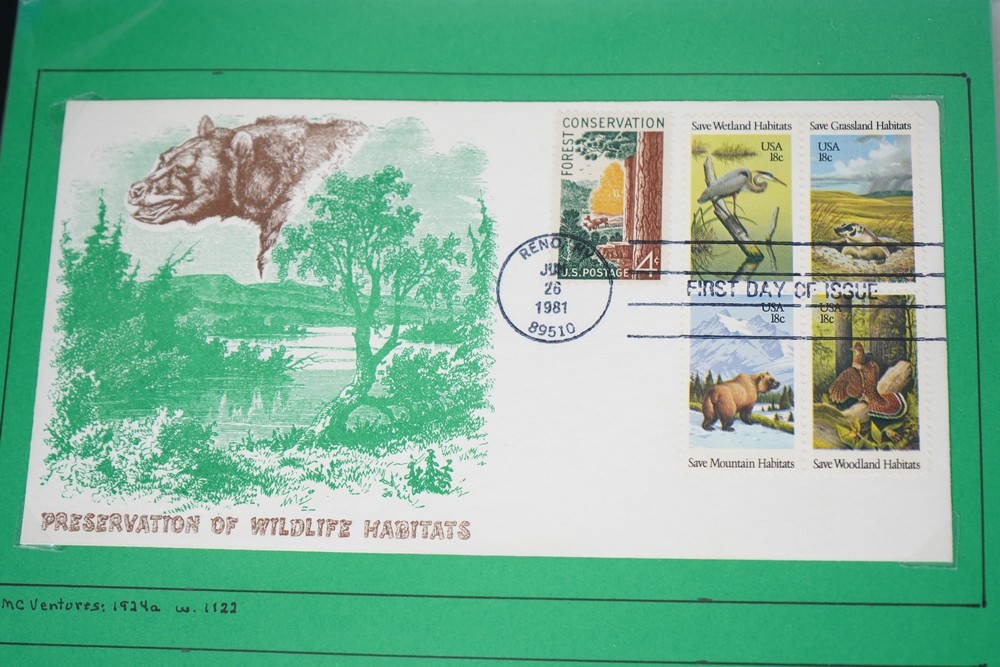 FOREST CONSERVATION
4¢
U.S. POSTAGE
Save Wetland Habitats
USA
18c
Save Grassland Habitats
USA
18c
RENO,
JUN
26
1981
89510
FIRST DAY OF ISSUE
USA
18c
Save Mountain Habitats
USA
18c
Save Woodland Habitats
PRESERVATION OF WILDLIFE HABITATS
MC Ventures: 1924a w. 1122